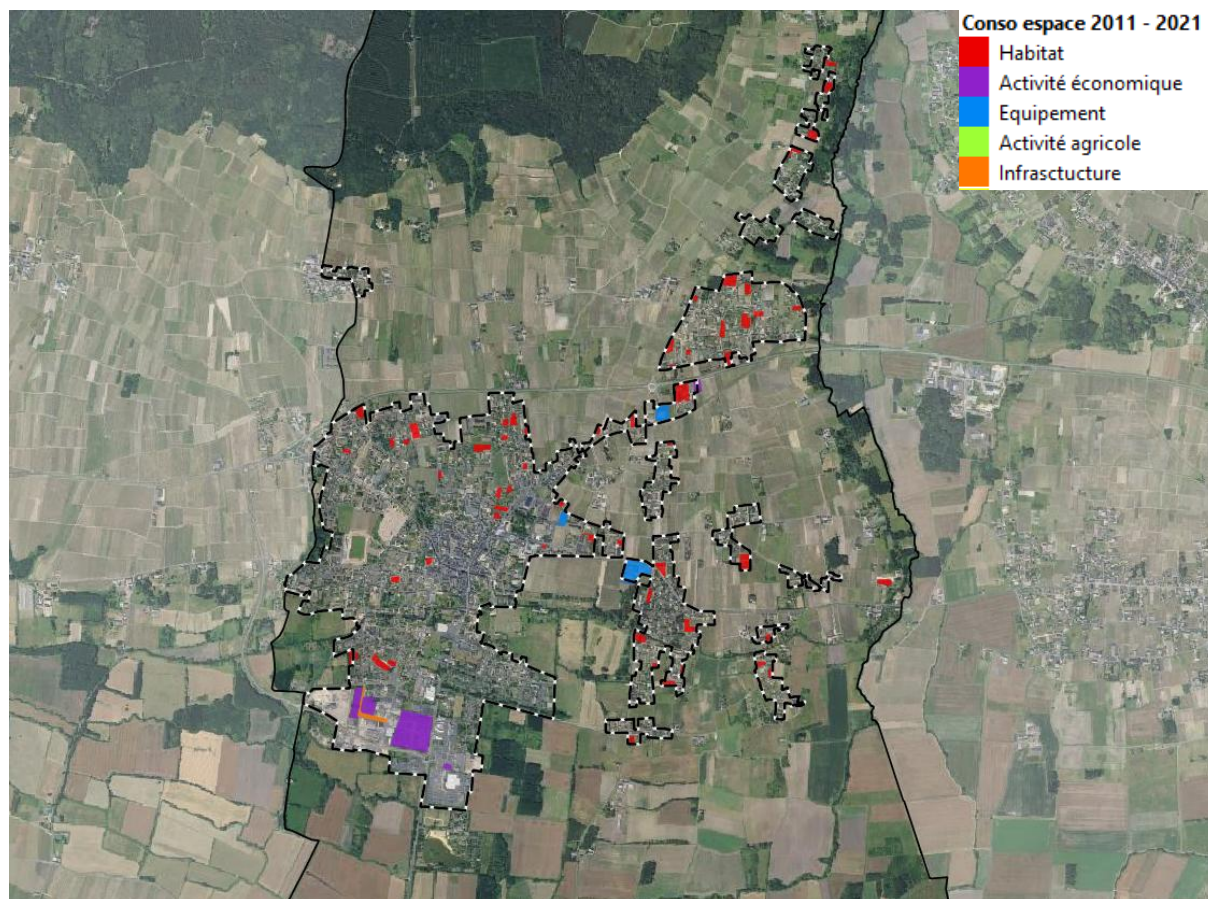 Conso espace 2011 - 2021
Habitat
Activité économique
Equipement
Activité agricole
Infrasctucture